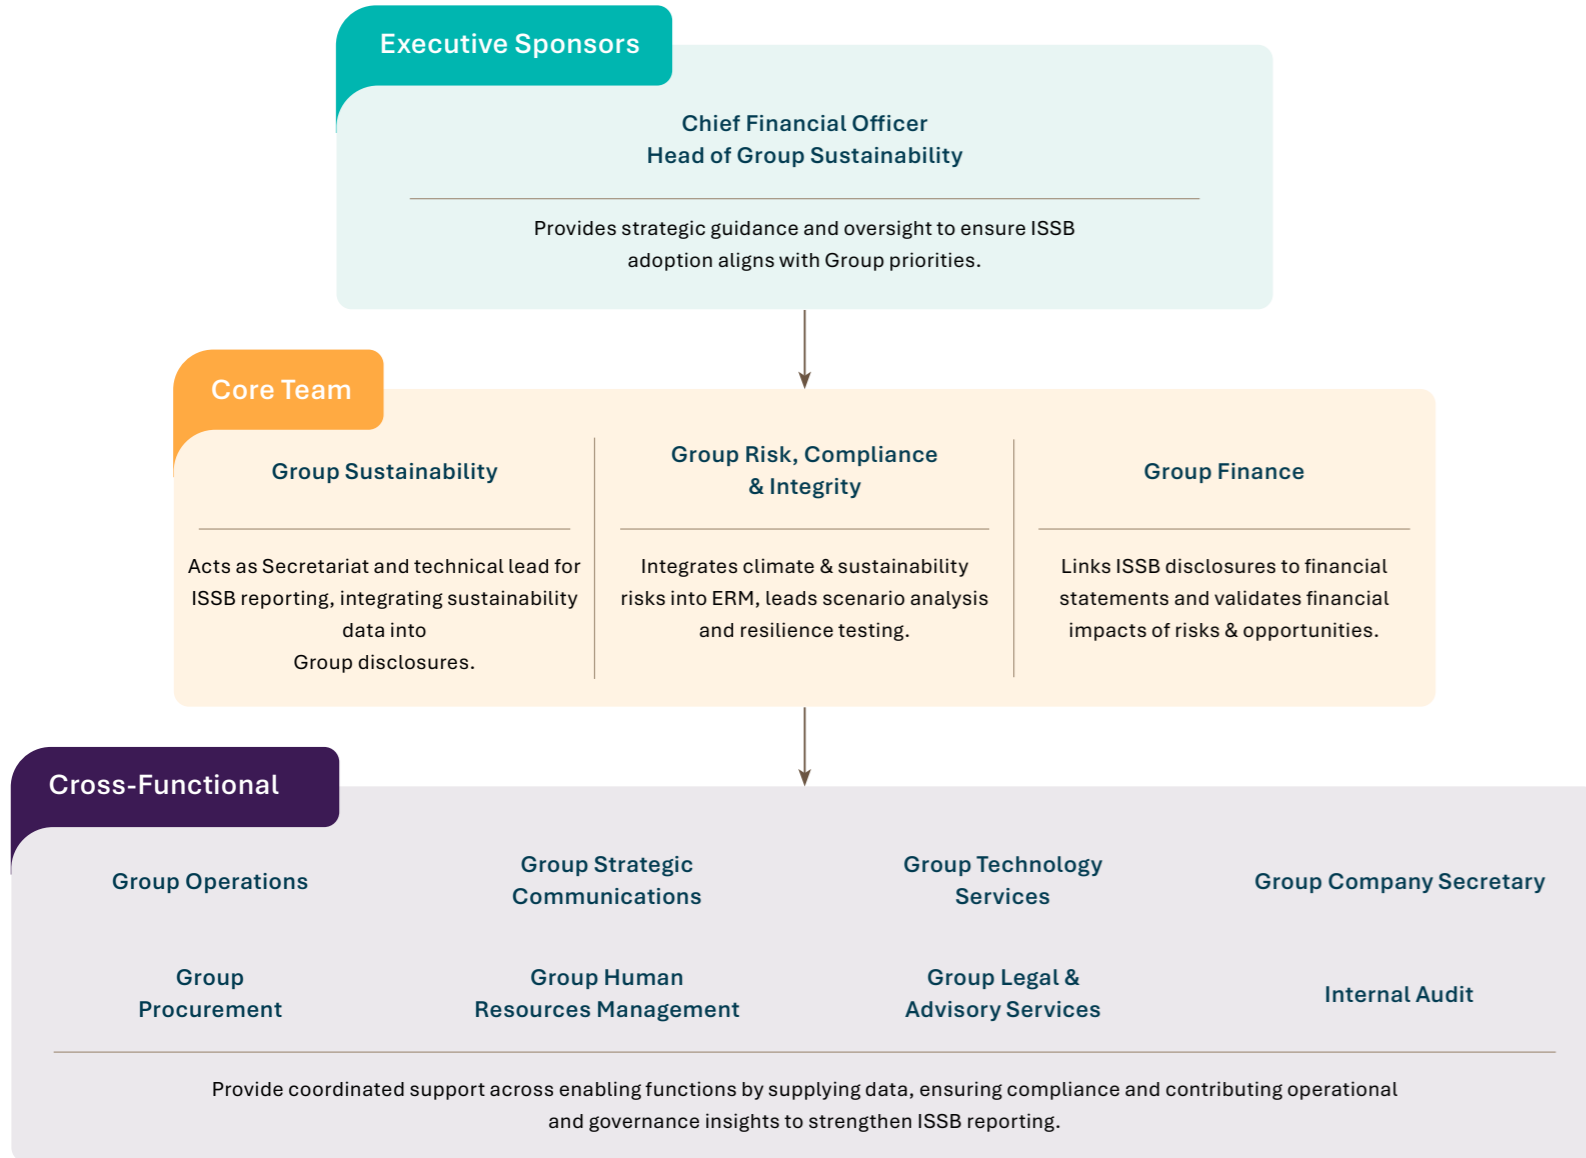 Executive Sponsors
Chief Financial Officer
Head of Group Sustainability
Provides strategic guidance and oversight to ensure ISSB
adoption aligns with Group priorities.
Core Team
Group Sustainability
Acts as Secretariat and technical lead for
ISSB reporting, integrating sustainability
data into
Group disclosures.
Group Risk, Compliance
& Integrity
Integrates climate & sustainability
risks into ERM, leads scenario analysis
and resilience testing.
Group Finance
Links ISSB disclosures to financial
statements and validates financial
impacts of risks & opportunities.
Cross-Functional
Group Operations
Group Strategic
Communications
Group Technology
Services
Group Company Secretary
Group
Procurement
Group Human
Resources Management
Group Legal &
Advisory Services
Internal Audit
Provide coordinated support across enabling functions by supplying data, ensuring compliance and contributing operational
and governance insights to strengthen ISSB reporting.